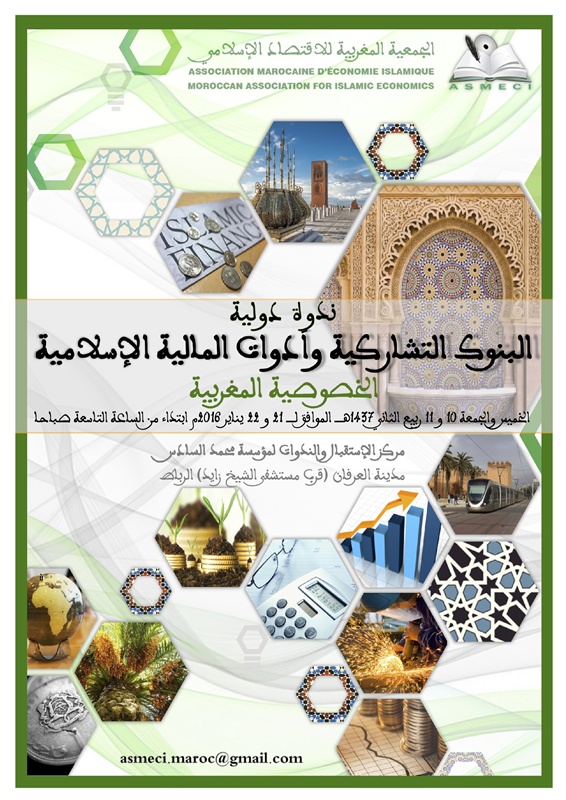 الجمعية المغربية للاقتصاد الإسلامي
ASSOCIATION MAROCAINE D'ÉCONOMIE ISLAMIQUE
MOROCCAN ASSOCIATION FOR ISLAMIC ECONOMICS
ASMECI
ISLAMIC
FINANCE
ندوة دولية
البنوك التشاركية وأدوات المالية الإسلامية
الخصوصية المغربية
الخميس والجمعة 10 و 11 ربيع الثاني 1437هـ الموافق لـ 21 و 22 يناير 2016م ابتداء من الساعة التاسعة صباحا
مركز الإستقبال والندوات لمؤسسة محمد السادس
مدينة العرفان (قرب مستشفى الشيخ زايد) الرباط
asmeci.maroc@gmail.com